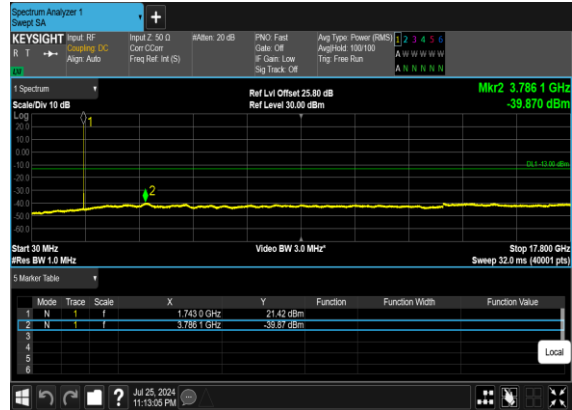 Spectrum Analyzer 1
Swept SA
+
KEYSIGHT Input: RF Input Z: 50 Ω #Atten: 20 dB PNO: Fast Avg Type: Power (RMS) 1 2 3 4 5 6
R T Coupling: DC Corr CCorr Gate: Off Avg|Hold: 100/100 A W W W W W
Align: Auto Freq Ref: Int (S) IF Gain: Low Trig: Free Run
Sig Track: Off A N N N N N
1 Spectrum
Ref Lvl Offset 25.80 dB Mkr2 3.786 1 GHz
Scale/Div 10 dB Ref Level 30.00 dBm -39.870 dBm
Log
1
20.0
10.0
0.00
-10.0
DL1 -13.00 dBm
-20.0
-30.0
2
-40.0
-50.0
-60.0
Start 30 MHz Video BW 3.0 MHz* Stop 17.800 GHz
#Res BW 1.0 MHz Sweep 32.0 ms (40001 pts)
5 Marker Table
Mode Trace Scale X Y Function Function Width Function Value
1 N 1 f 1.743 0 GHz 21.42 dBm
2 N 1 f 3.786 1 GHz -39.87 dBm
3
4
5
6
Local
?
Jul 25, 2024
11:13:05 PM